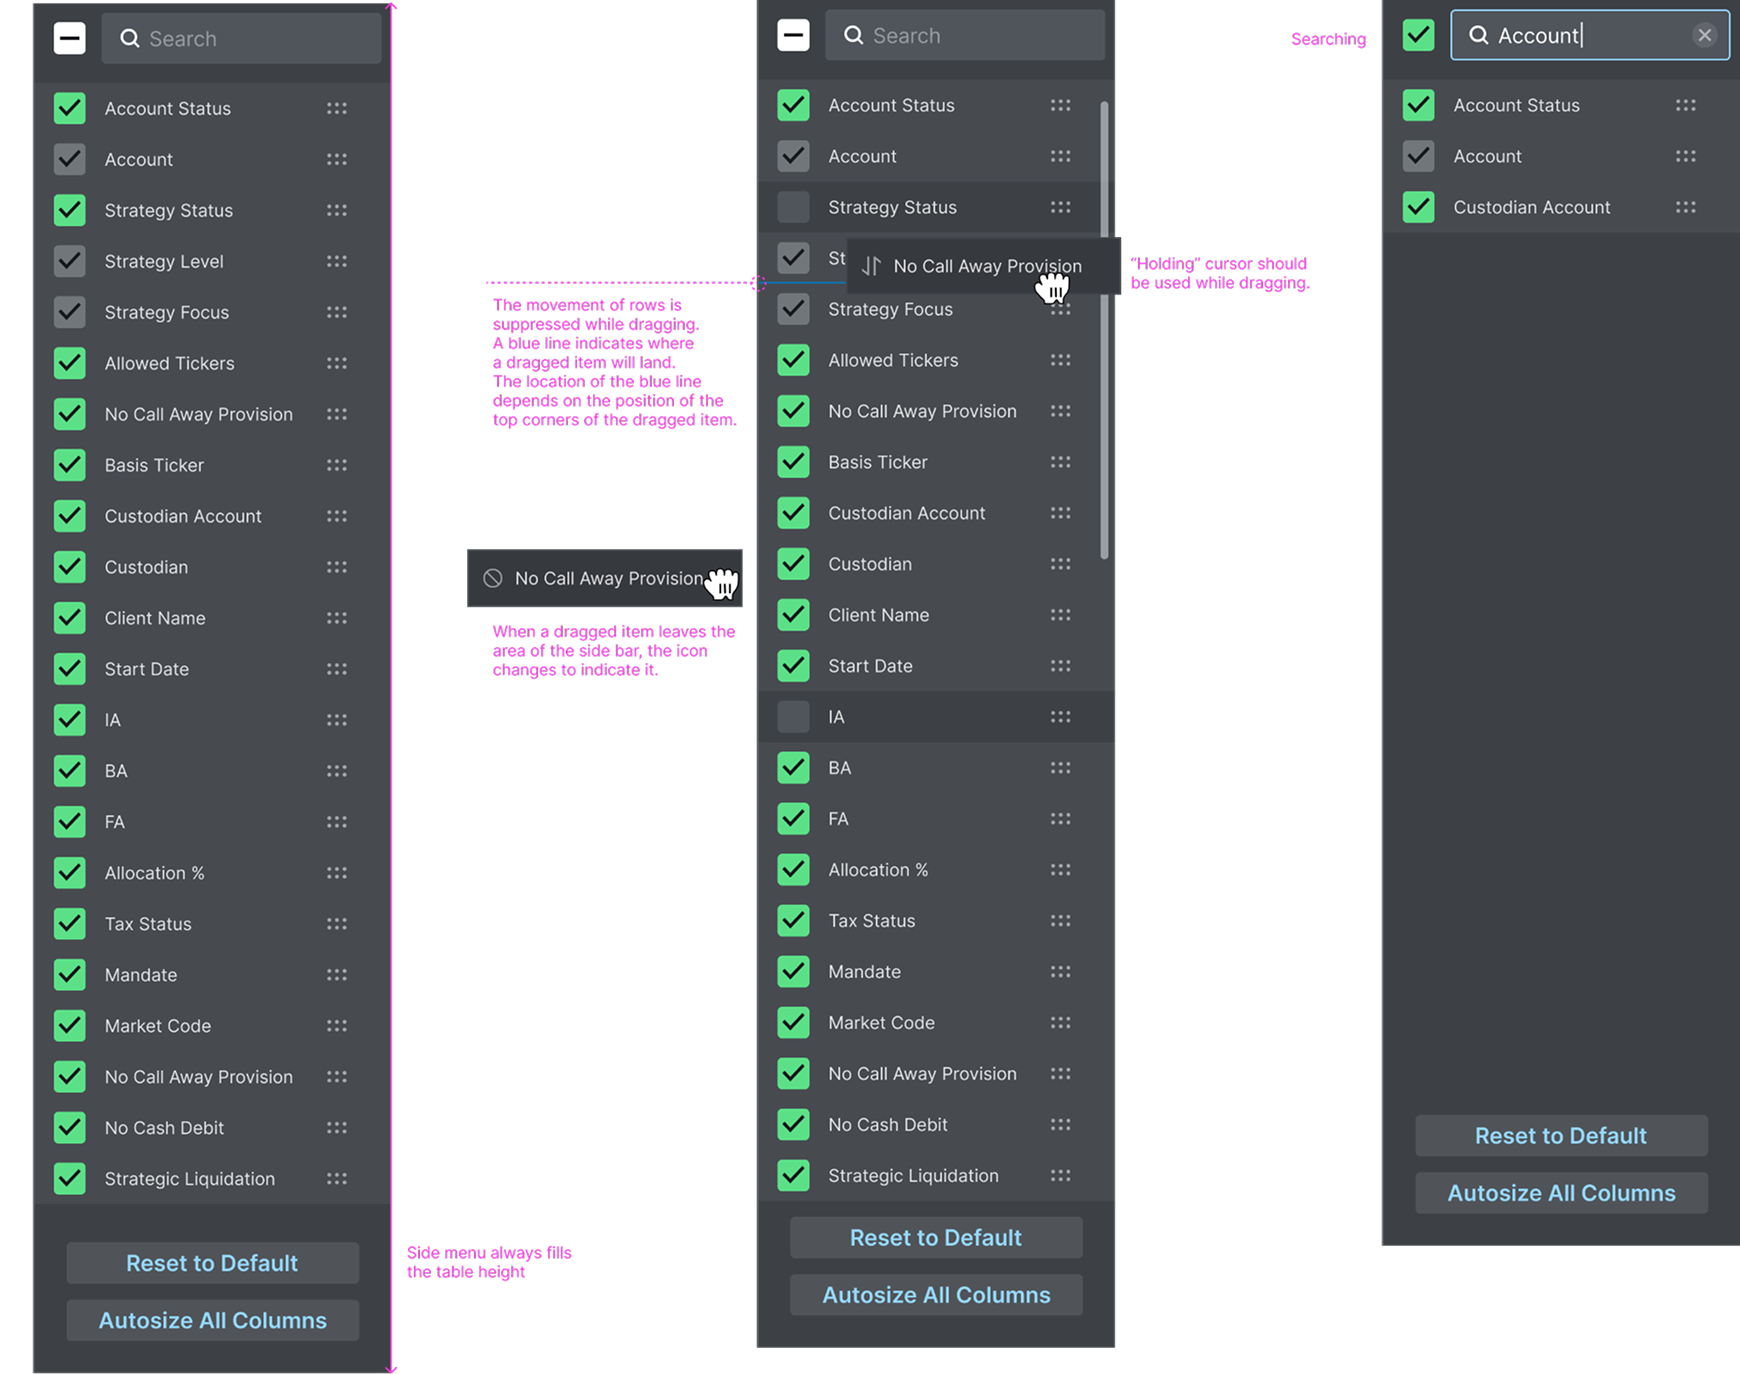 Search
Account Status
Account
Strategy Status
Strategy Level
Strategy Focus
Allowed Tickers
No Call Away Provision
Basis Ticker
Custodian Account
Custodian
Client Name
Start Date
IA
BA
FA
Allocation %
Tax Status
Mandate
Market Code
No Call Away Provision
No Cash Debit
Strategic Liquidation
Reset to Default
Autosize All Columns
Side menu always fills
the table height
The movement of rows is
suppressed while dragging.
A blue line indicates where
a dragged item will land.
The location of the blue line
depends on the position of the
top corners of the dragged item.
No Call Away Provision
When a dragged item leaves the
area of the side bar, the icon
changes to indicate it.
Search
Account Status
Account
Strategy Status
St
No Call Away Provision
Strategy Focus
Allowed Tickers
No Call Away Provision
Basis Ticker
Custodian Account
Custodian
Client Name
Start Date
IA
BA
FA
Allocation %
Tax Status
Mandate
Market Code
No Call Away Provision
No Cash Debit
Strategic Liquidation
Reset to Default
Autosize All Columns
“Holding” cursor should
be used while dragging.
Searching
Account
Account Status
Account
Custodian Account
Reset to Default
Autosize All Columns